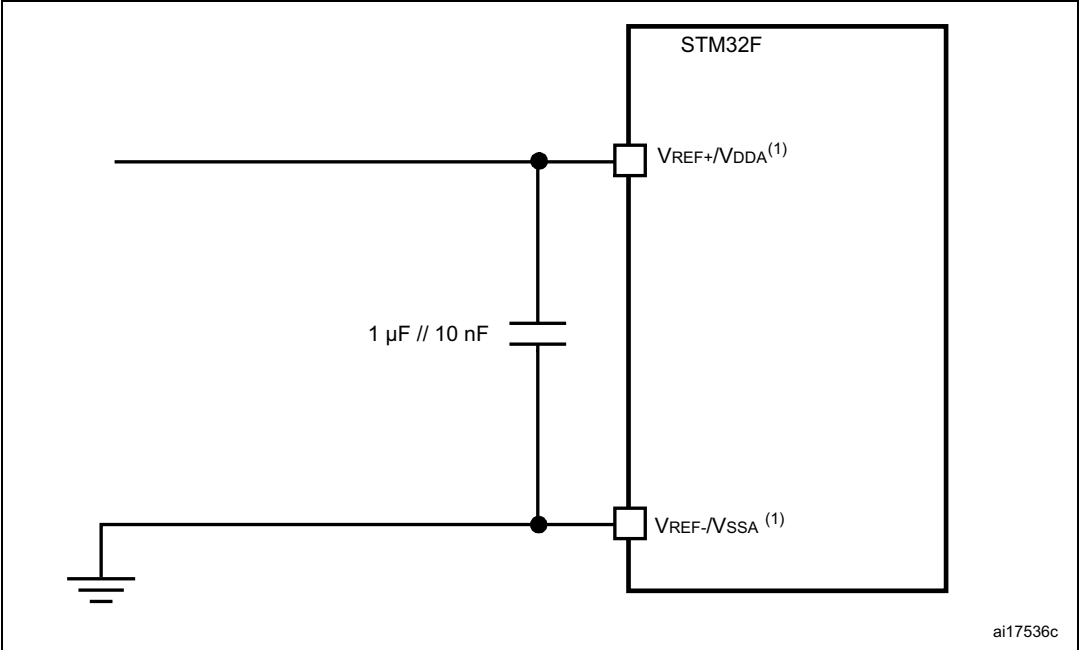 STM32F
VREF+/VDDA(1)
1 µF // 10 nF
VREF-/VSSA (1)
ai17536c